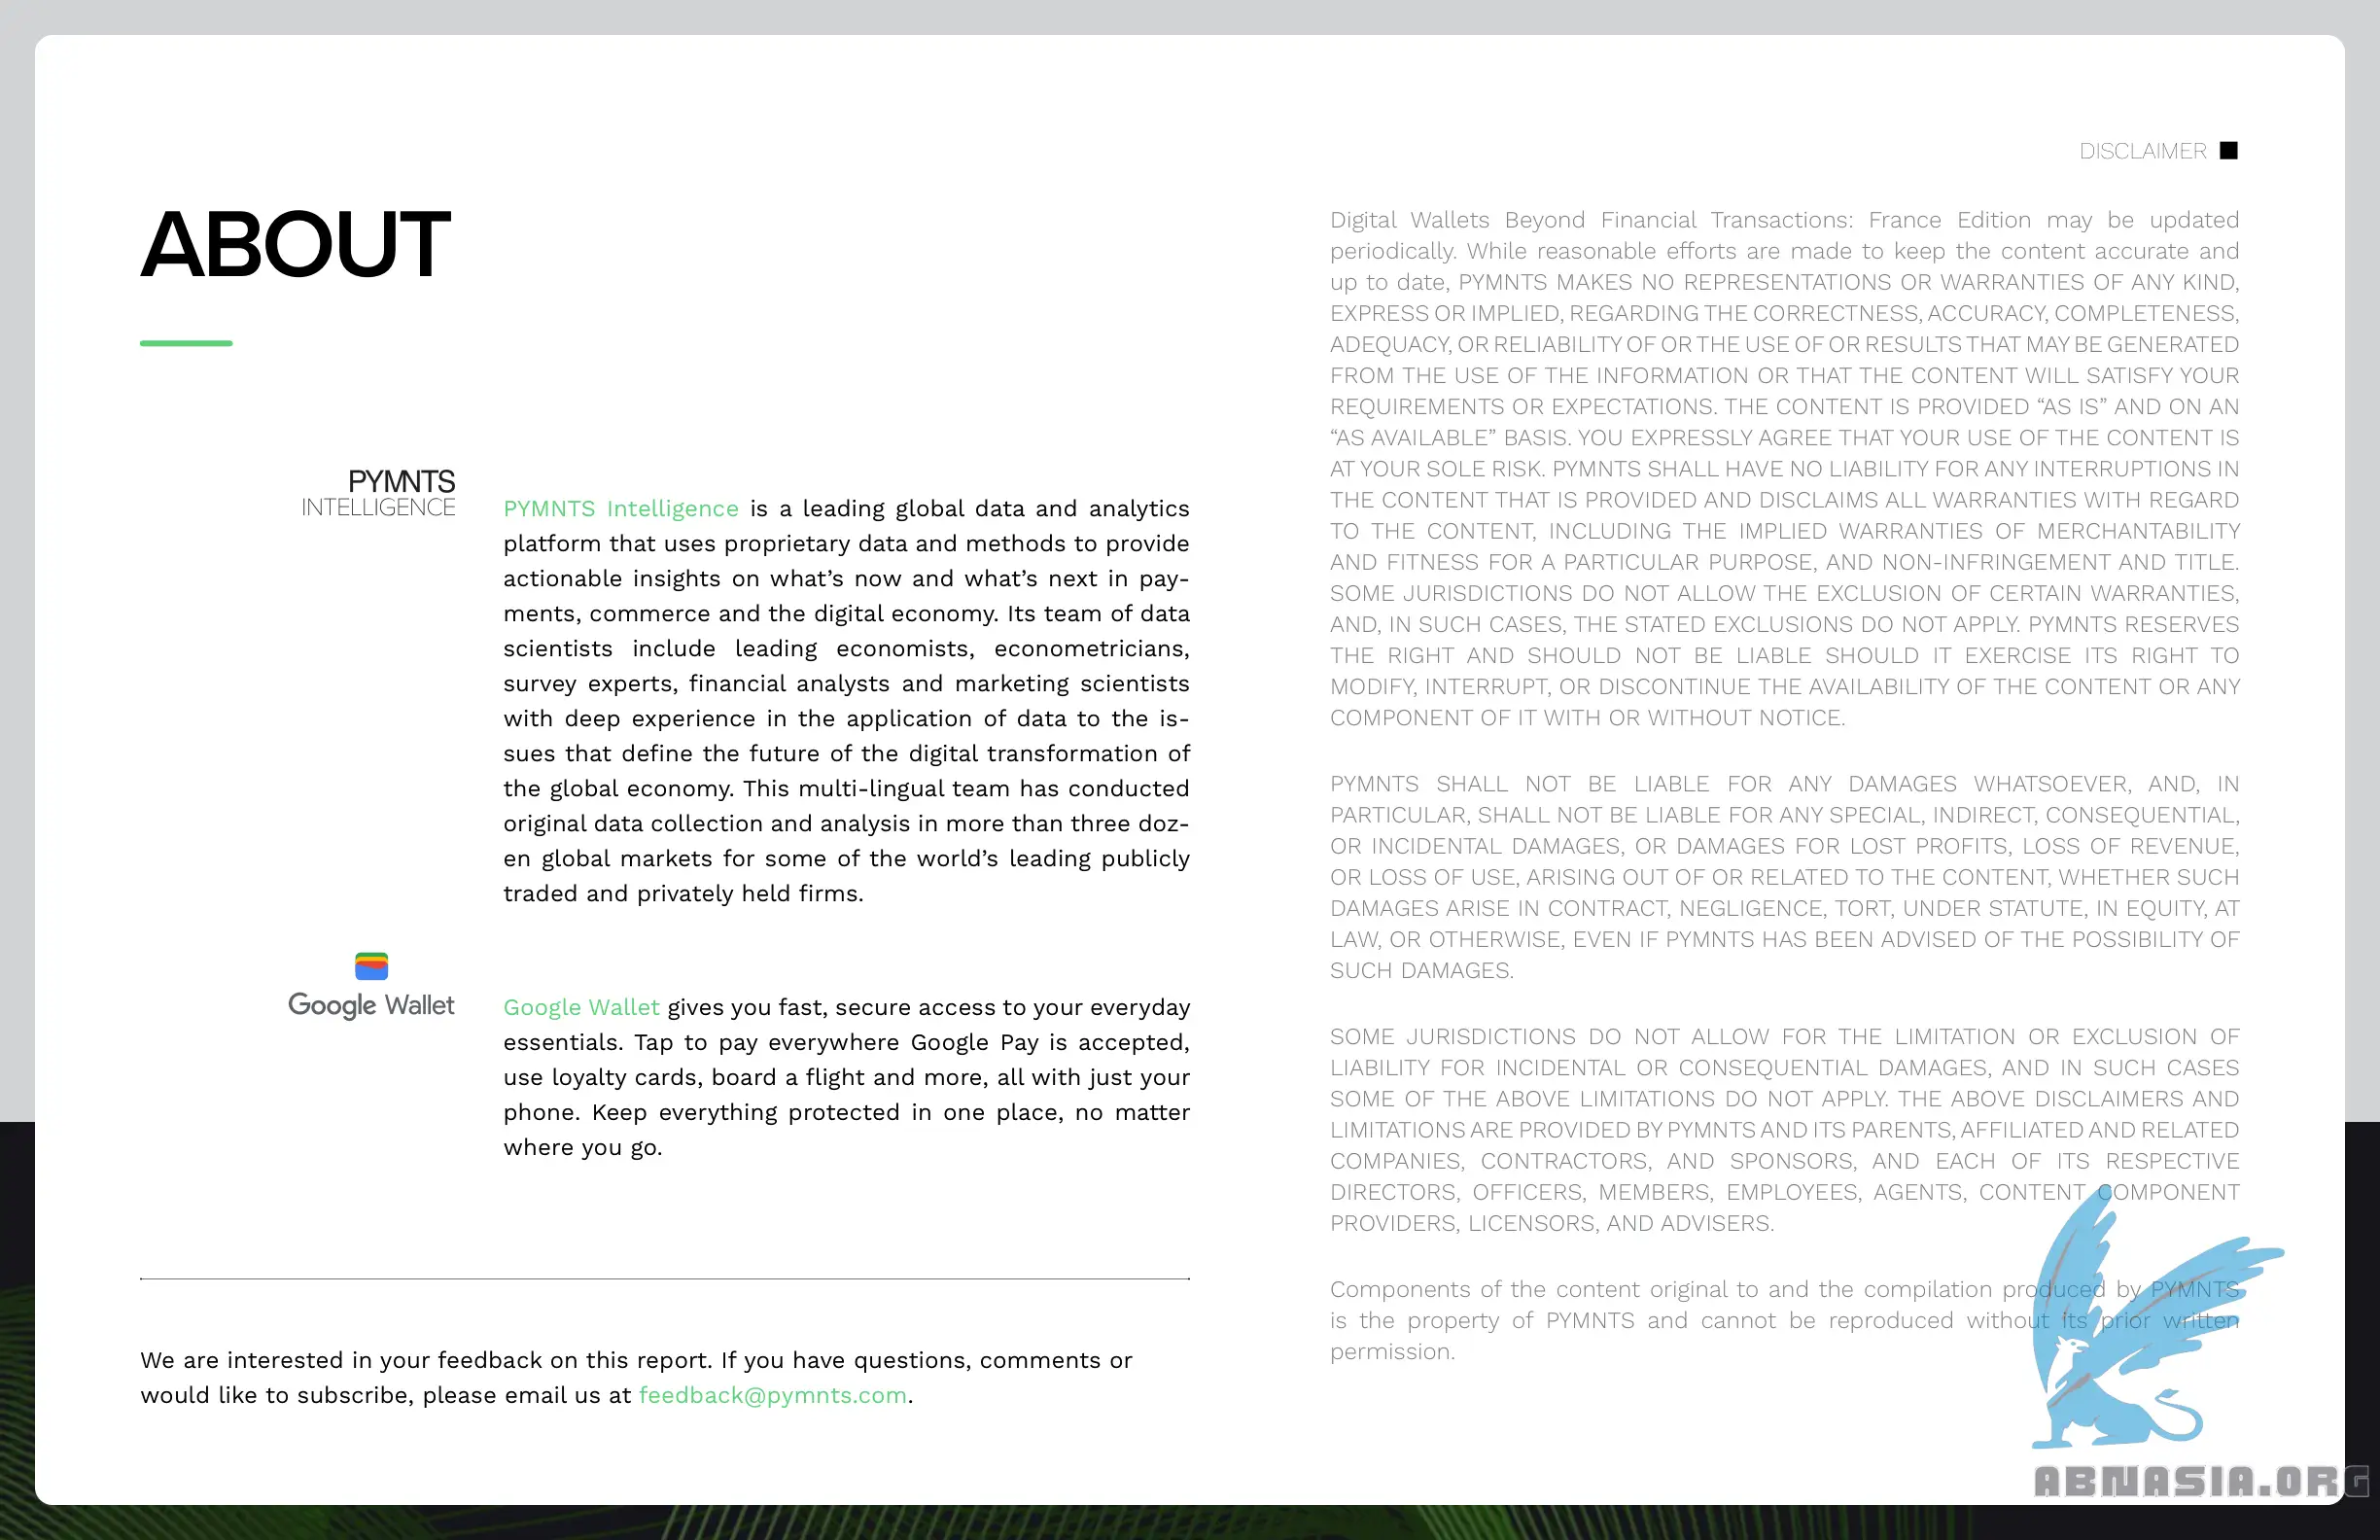 ABOUT
PYMNTS
INTELLIGENCE
PYMNTS Intelligence is a leading global data and analytics
platform that uses proprietary data and methods to provide
actionable insights on what’s now and what’s next in pay-
ments, commerce and the digital economy. Its team of data
scientists include leading economists, econometricians,
survey experts, financial analysts and marketing scientists
with deep experience in the application of data to the is-
sues that define the future of the digital transformation of
the global economy. This multi-lingual team has conducted
original data collection and analysis in more than three doz-
en global markets for some of the world’s leading publicly
traded and privately held firms.
Google Wallet
Google Wallet gives you fast, secure access to your everyday
essentials. Tap to pay everywhere Google Pay is accepted,
use loyalty cards, board a flight and more, all with just your
phone. Keep everything protected in one place, no matter
where you go.
We are interested in your feedback on this report. If you have questions, comments or
would like to subscribe, please email us at feedback@pymnts.com.
DISCLAIMER
Digital Wallets Beyond Financial Transactions: France Edition may be updated
periodically. While reasonable efforts are made to keep the content accurate and
up to date, PYMNTS MAKES NO REPRESENTATIONS OR WARRANTIES OF ANY KIND,
EXPRESS OR IMPLIED, REGARDING THE CORRECTNESS, ACCURACY, COMPLETENESS,
ADEQUACY, OR RELIABILITY OF OR THE USE OF OR RESULTS THAT MAY BE GENERATED
FROM THE USE OF THE INFORMATION OR THAT THE CONTENT WILL SATISFY YOUR
REQUIREMENTS OR EXPECTATIONS. THE CONTENT IS PROVIDED “AS IS” AND ON AN
“AS AVAILABLE” BASIS. YOU EXPRESSLY AGREE THAT YOUR USE OF THE CONTENT IS
AT YOUR SOLE RISK. PYMNTS SHALL HAVE NO LIABILITY FOR ANY INTERRUPTIONS IN
THE CONTENT THAT IS PROVIDED AND DISCLAIMS ALL WARRANTIES WITH REGARD
TO THE CONTENT, INCLUDING THE IMPLIED WARRANTIES OF MERCHANTABILITY
AND FITNESS FOR A PARTICULAR PURPOSE, AND NON-INFRINGEMENT AND TITLE.
SOME JURISDICTIONS DO NOT ALLOW THE EXCLUSION OF CERTAIN WARRANTIES,
AND, IN SUCH CASES, THE STATED EXCLUSIONS DO NOT APPLY. PYMNTS RESERVES
THE RIGHT AND SHOULD NOT BE LIABLE SHOULD IT EXERCISE ITS RIGHT TO
MODIFY, INTERRUPT, OR DISCONTINUE THE AVAILABILITY OF THE CONTENT OR ANY
COMPONENT OF IT WITH OR WITHOUT NOTICE.
PYMNTS SHALL NOT BE LIABLE FOR ANY DAMAGES WHATSOEVER, AND, IN
PARTICULAR, SHALL NOT BE LIABLE FOR ANY SPECIAL, INDIRECT, CONSEQUENTIAL,
OR INCIDENTAL DAMAGES, OR DAMAGES FOR LOST PROFITS, LOSS OF REVENUE,
OR LOSS OF USE, ARISING OUT OF OR RELATED TO THE CONTENT, WHETHER SUCH
DAMAGES ARISE IN CONTRACT, NEGLIGENCE, TORT, UNDER STATUTE, IN EQUITY, AT
LAW, OR OTHERWISE, EVEN IF PYMNTS HAS BEEN ADVISED OF THE POSSIBILITY OF
SUCH DAMAGES.
SOME JURISDICTIONS DO NOT ALLOW FOR THE LIMITATION OR EXCLUSION OF
LIABILITY FOR INCIDENTAL OR CONSEQUENTIAL DAMAGES, AND IN SUCH CASES
SOME OF THE ABOVE LIMITATIONS DO NOT APPLY. THE ABOVE DISCLAIMERS AND
LIMITATIONS ARE PROVIDED BY PYMNTS AND ITS PARENTS, AFFILIATED AND RELATED
COMPANIES, CONTRACTORS, AND SPONSORS, AND EACH OF ITS RESPECTIVE
DIRECTORS, OFFICERS, MEMBERS, EMPLOYEES, AGENTS, CONTENT COMPONENT
PROVIDERS, LICENSORS, AND ADVISERS.
Components of the content original to and the compilation produced by PYMNTS
is the property of PYMNTS and cannot be reproduced without its prior written
permission.
ABNASIA.ORG